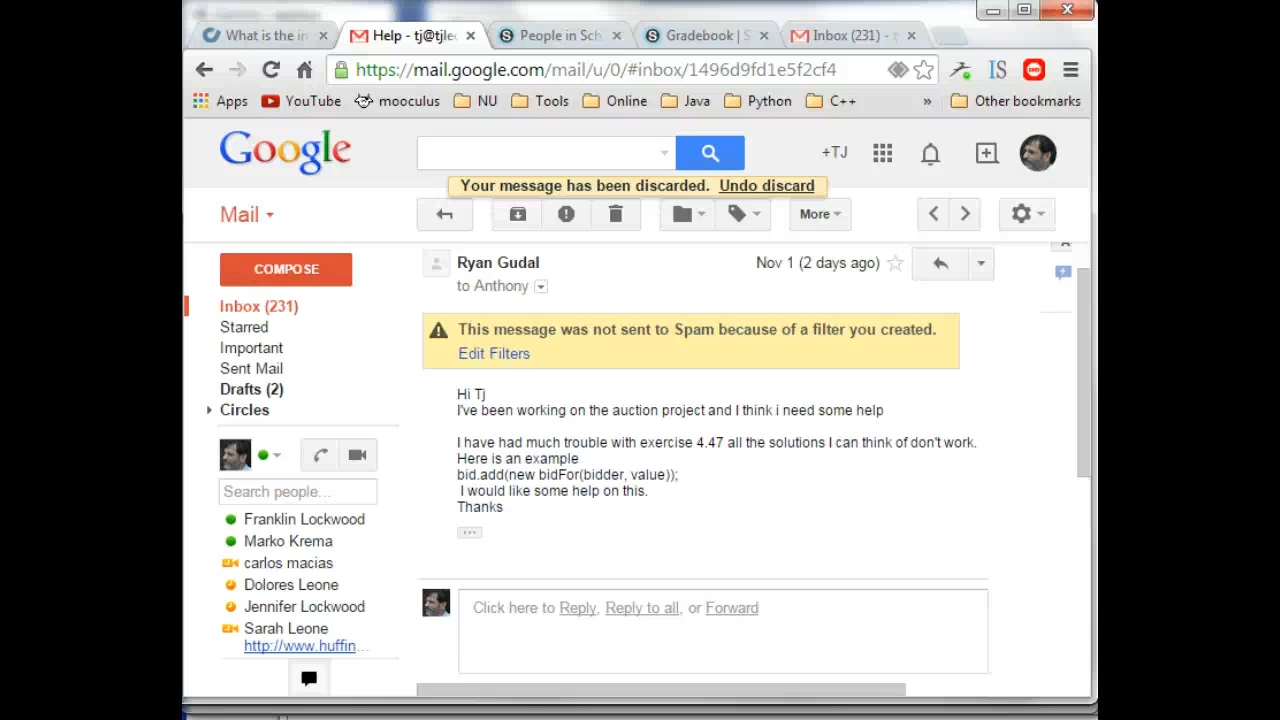 What is the in
Help - tj@tjleo
People in Sch
Gradebook | S
Inbox (231) - t
https://mail.google.com/mail/u/0/#inbox/1496d9fd1e5f2cf4
IS
Apps YouTube mooculus NU Tools Online Java Python C++ » Other bookmarks
Google
+TJ
Your message has been discarded. Undo discard
Mail
More
COMPOSE
Ryan Gudal
Nov 1 (2 days ago)
to Anthony
Inbox (231)
Starred
Important
Sent Mail
Drafts (2)
Circles
This message was not sent to Spam because of a filter you created.
Edit Filters
Hi Tj
I've been working on the auction project and I think i need some help
I have had much trouble with exercise 4.47 all the solutions I can think of don't work.
Here is an example
bid.add(new bidFor(bidder, value));
I would like some help on this.
Thanks
...
Search people...
Franklin Lockwood
Marko Krema
carlos macias
Dolores Leone
Jennifer Lockwood
Sarah Leone
http://www.huffin...
Click here to Reply, Reply to all, or Forward